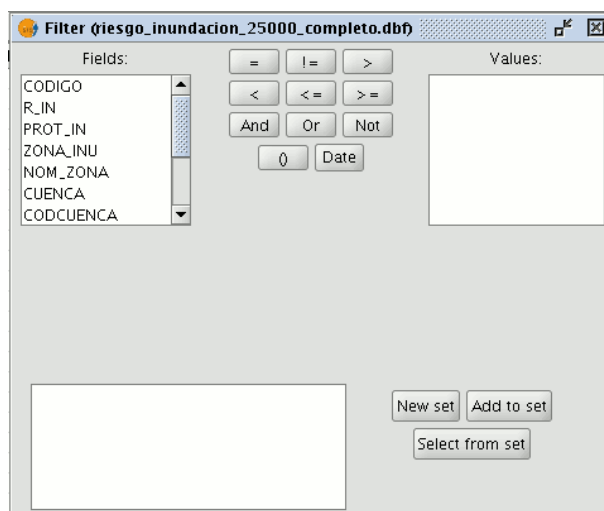 Filter (riesgo_inundacion_25000_completo.dbf)
Fields:
Values:
= != >
< <= >=
And Or Not
() Date
CODIGO
R_IN
PROT_IN
ZONA_INU
NOM_ZONA
CUENCA
CODCUENCA
New set Add to set
Select from set